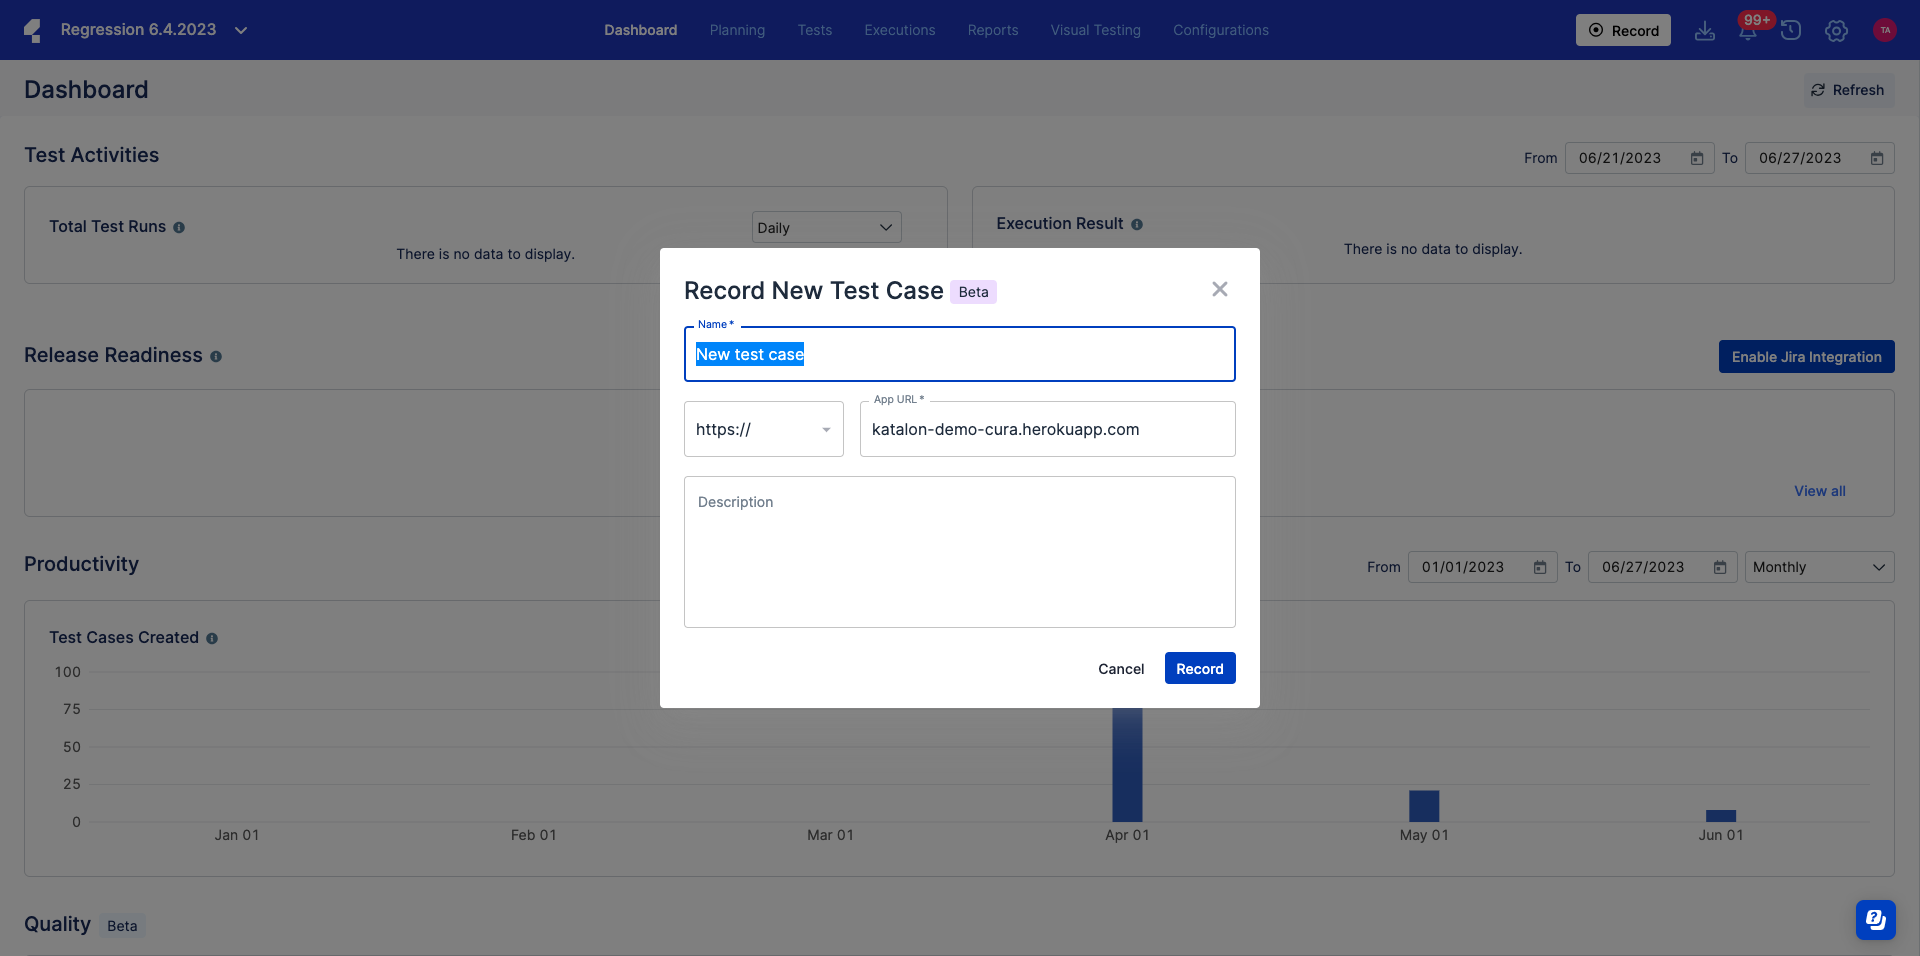 Regression 6.4.2023
Dashboard Planning Tests Executions Reports Visual Testing Configurations
Record
99+
TA
Dashboard
Refresh
Test Activities
From 06/21/2023 To 06/27/2023
Total Test Runs
Daily
There is no data to display.
Execution Result
There is no data to display.
Record New Test Case Beta
Name *
New test case
https://
App URL *
katalon-demo-cura.herokuapp.com
Description
Cancel Record
Release Readiness
Enable Jira Integration
View all
Productivity
From 01/01/2023 To 06/27/2023 Monthly
Test Cases Created
100
75
50
25
0
Jan 01 Feb 01 Mar 01 Apr 01 May 01 Jun 01
Quality Beta